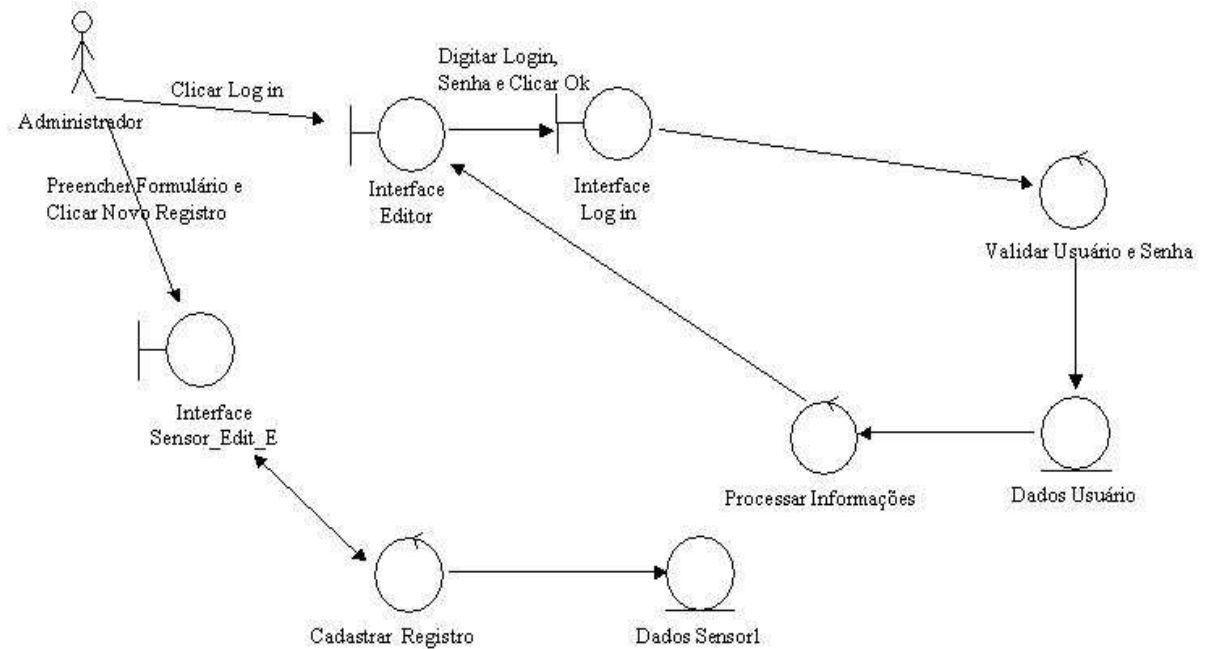 Digitar Login,
Senha e Clicar Ok
Clicar Log in
Administrador
Preencher Formulário e
Clicar Novo Registro
Interface
Editor
Interface
Log in
Validar Usuário e Senha
Interface
Sensor_Edit_E
Processar Informações
Dados Usuário
Cadastrar Registro
Dados Sensor1